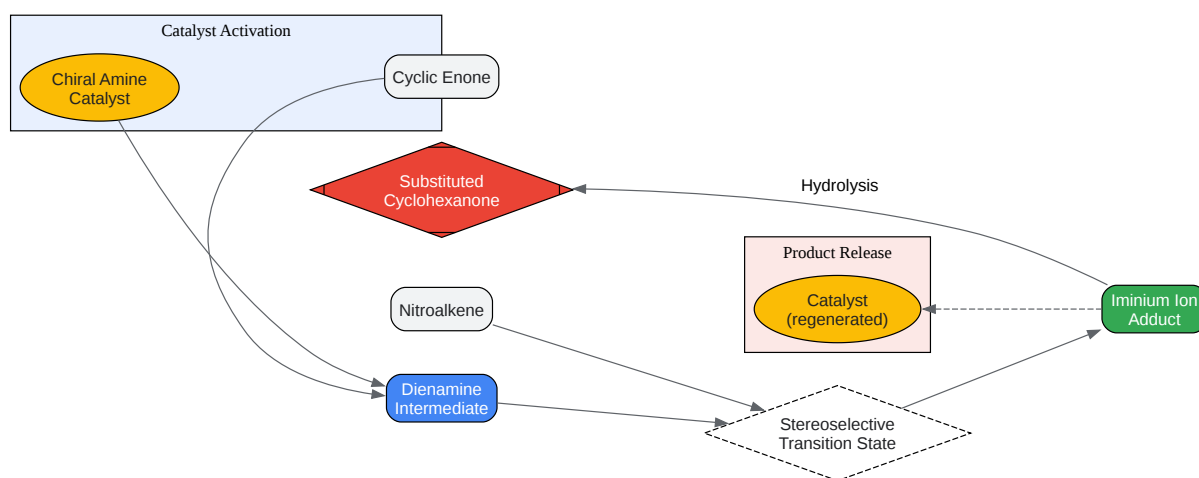 Catalyst Activation
Chiral Amine
Catalyst
Cyclic Enone
Substituted
Cyclohexanone
Hydrolysis
Product Release
Catalyst
(regenerated)
Iminium Ion
Adduct
Nitroalkene
Dienamine
Intermediate
Stereoselective
Transition State